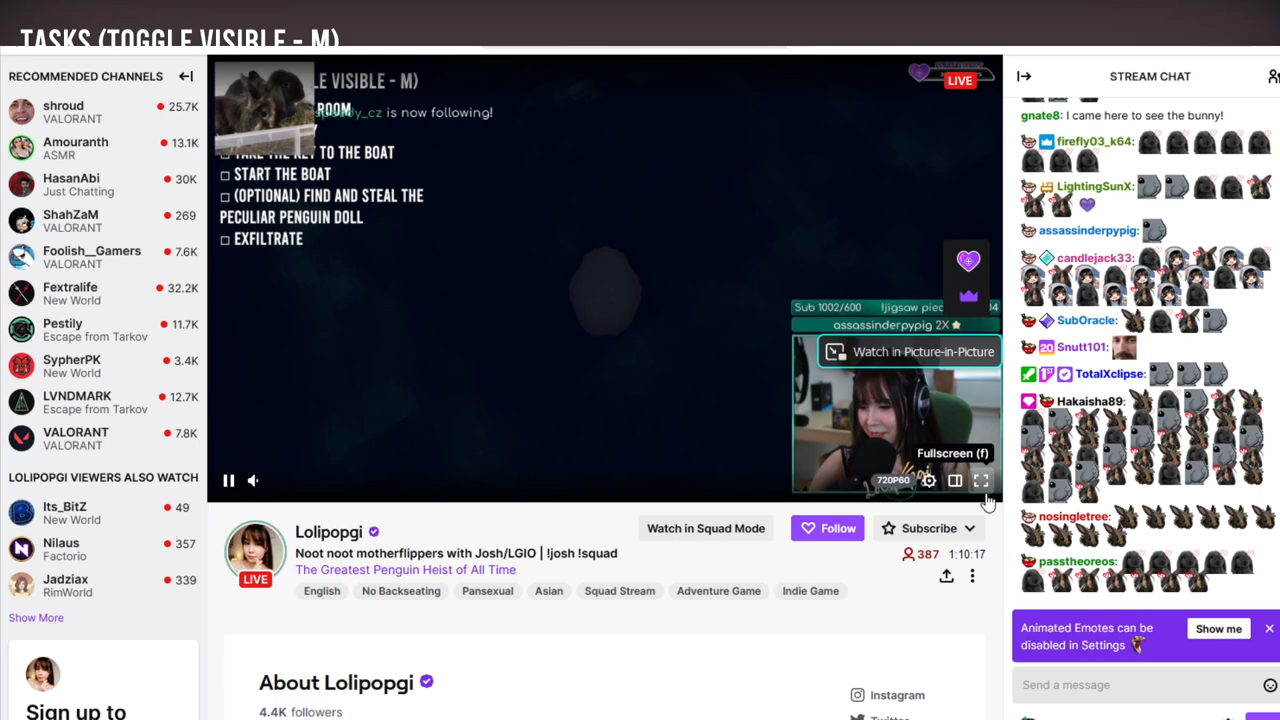 TASKS (TOGGLE VISIBLE - M)
RECOMMENDED CHANNELS
shroud
VALORANT
25.7K
Amouranth
ASMR
13.1K
HasanAbi
Just Chatting
30K
ShahZaM
VALORANT
269
Foolish__Gamers
VALORANT
7.6K
Fextralife
New World
32.2K
Pestily
Escape from Tarkov
11.7K
SypherPK
New World
3.4K
LVNDMARK
Escape from Tarkov
12.7K
VALORANT
VALORANT
7.8K
LOLIPOPGI VIEWERS ALSO WATCH
Its_BitZ
49
Nilaus
Factorio
357
Jadziax
RimWorld
339
Show More
Sign up to
LE VISIBLE - M)
ROOM
is now following!
TAKE THE KEY TO THE BOAT
□ START THE BOAT
□ (OPTIONAL) FIND AND STEAL THE
PECULIAR PENGUIN DOLL
□ EXFILTRATE
LIVE
Sub 1002/600 !jigsaw piec 14
assassinderpypig 2X
Watch in Picture-in-Picture
Fullscreen (f)
720P60
Lolipopgi
Watch in Squad Mode
Follow
Subscribe
Noot noot motherflippers with Josh/LGIO | !josh !squad
387 1:10:17
The Greatest Penguin Heist of All Time
LIVE
English No Backseating Pansexual Asian Squad Stream Adventure Game Indie Game
About Lolipopgi
4.4K followers
Instagram
STREAM CHAT
gnate8: I came here to see the bunny!
firefly03_k64:
LightingSunX:
assassinderpypig:
candlejack33:
SubOracle:
20 Snutt101:
TotalXclipse:
Hakaisha89:
nosingletree:
passtheoreos:
Animated Emotes can be
disabled in Settings
Show me
Send a message